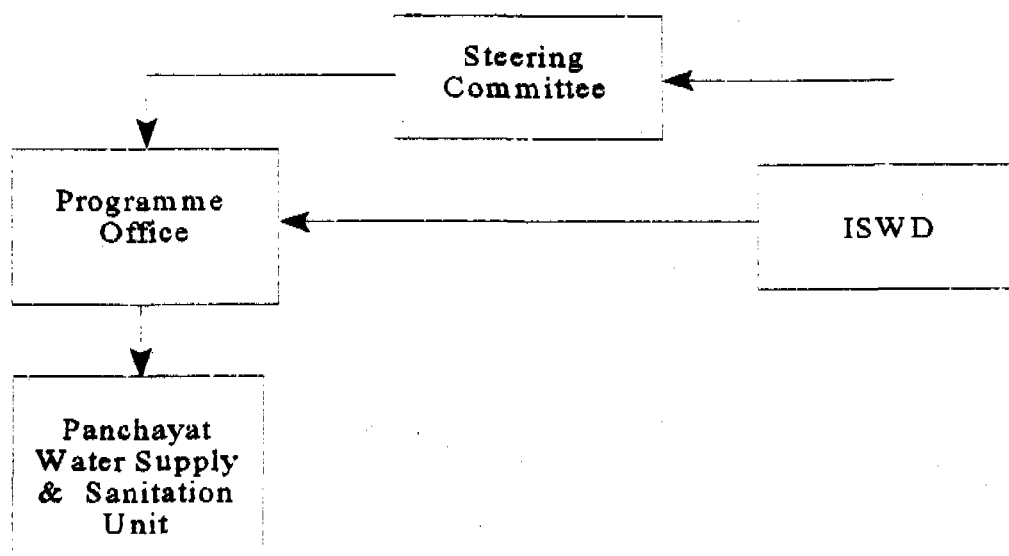 Steering
Committee
Programme
Office
ISWD
Panchayat
Water Supply
& Sanitation
Unit